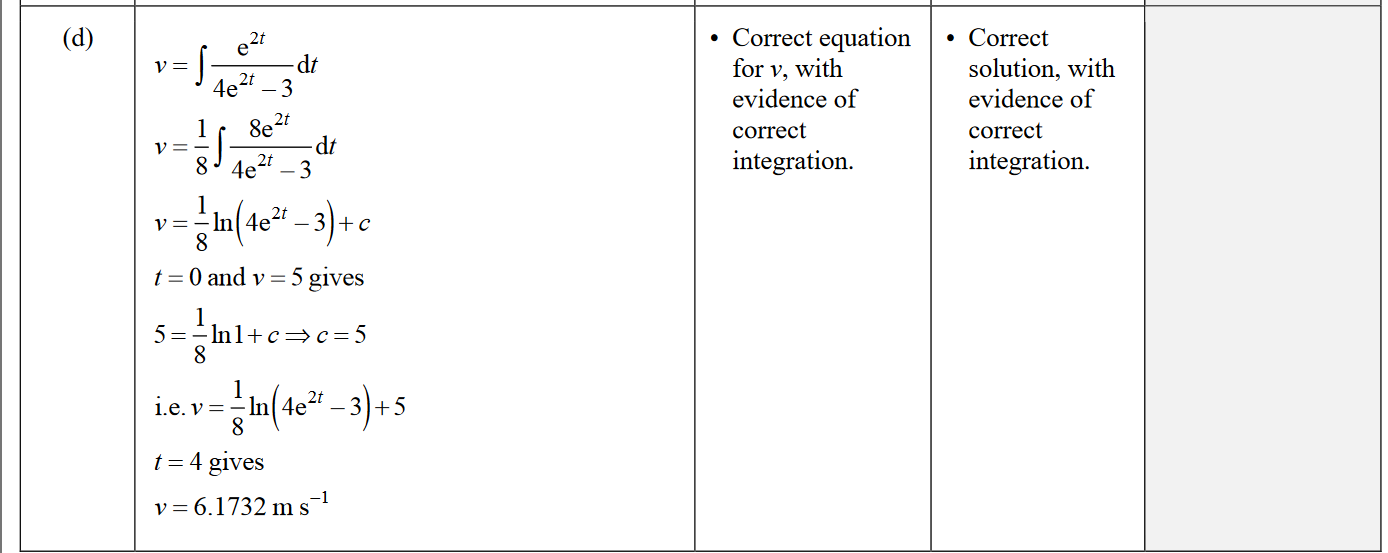 (d)
v = ∫ e^{2t} / (4e^{2t} − 3) dt
v = 1/8 ∫ 8e^{2t} / (4e^{2t} − 3) dt
v = 1/8 ln(4e^{2t} − 3) + c
t = 0 and v = 5 gives
5 = 1/8 ln1 + c ⇒ c = 5
i.e. v = 1/8 ln(4e^{2t} − 3) + 5
t = 4 gives
v = 6.1732 m s^{−1}
• Correct equation
for v, with
evidence of
correct
integration.
• Correct
solution, with
evidence of
correct
integration.